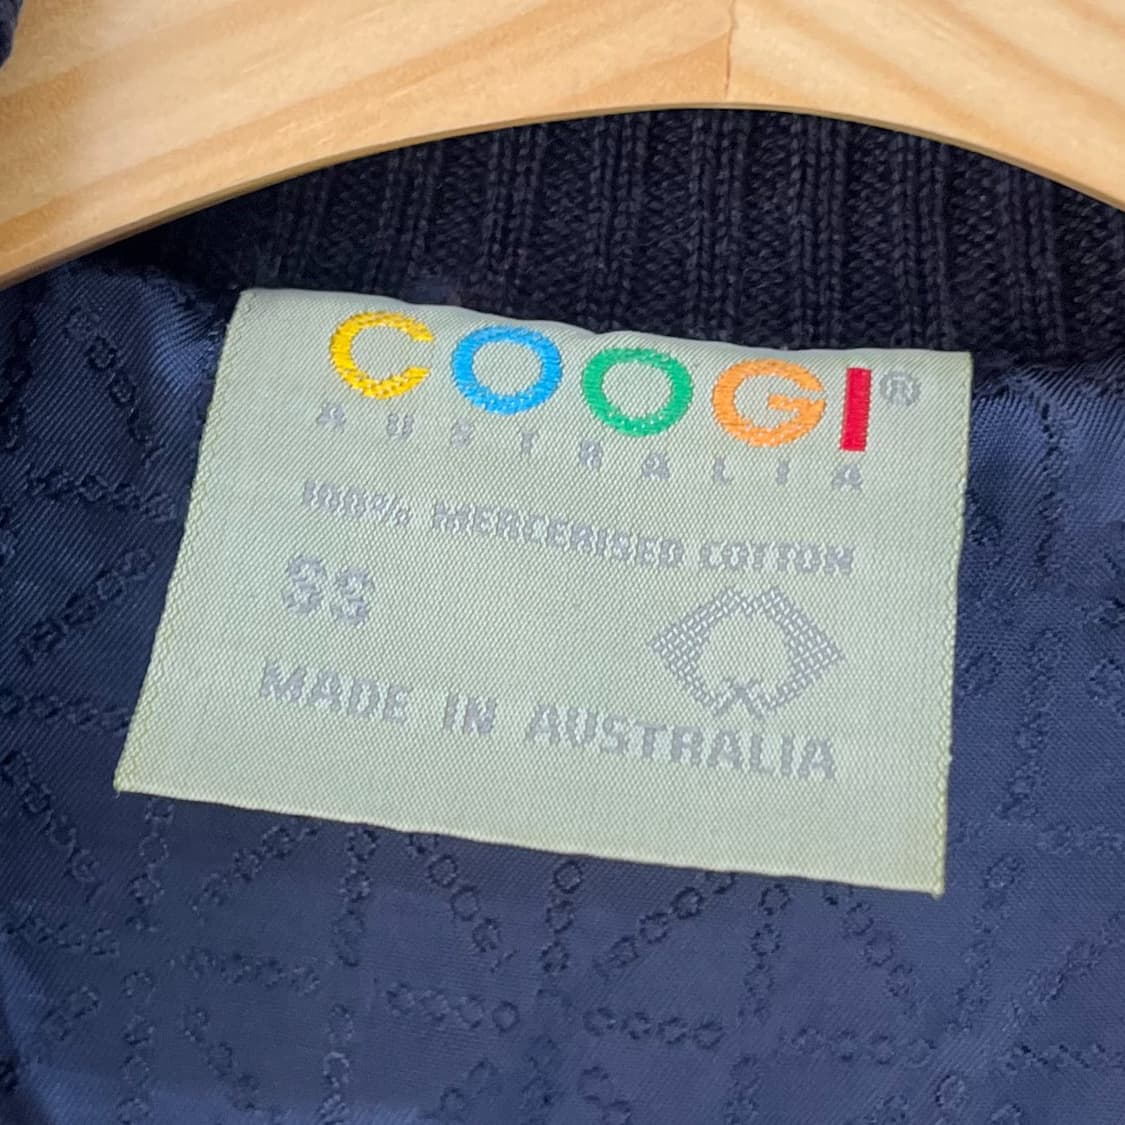 COOGI®
AUSTRALIA
100% MERCERISED COTTON
SS
MADE IN AUSTRALIA